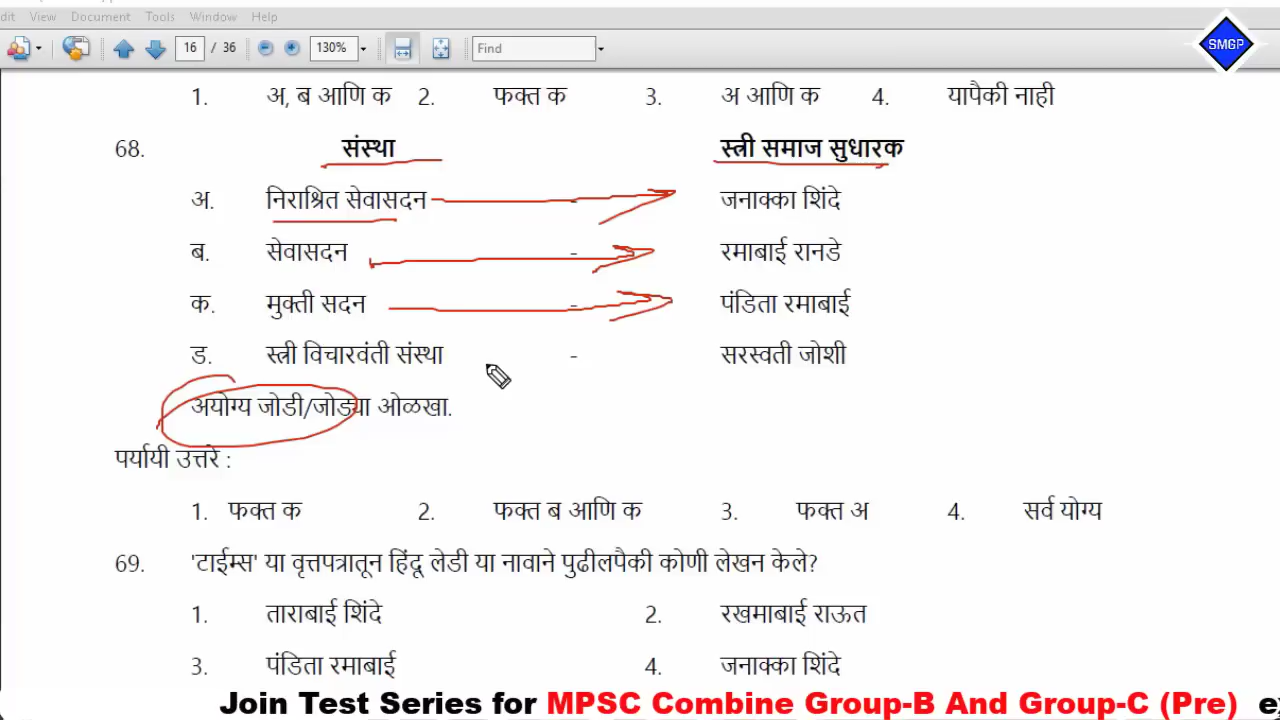 dit View Document Tools Window Help
16 / 36 130% Find
SMGP
1. अ, ब आणि क 2. फक्त क 3. अ आणि क 4. यापैकी नाही
68. संस्था स्त्री समाज सुधारक
अ. निराश्रित सेवासदन - जनाक्का शिंदे
ब. सेवासदन - रमाबाई रानडे
क. मुक्ती सदन - पंडिता रमाबाई
ड. स्त्री विचारवंती संस्था - सरस्वती जोशी
अयोग्य जोडी/जोड्या ओळखा.
पर्यायी उत्तरे :
1. फक्त क 2. फक्त ब आणि क 3. फक्त अ 4. सर्व योग्य
69. 'टाईम्स' या वृत्तपत्रातून हिंदू लेडी या नावाने पुढीलपैकी कोणी लेखन केले?
1. ताराबाई शिंदे 2. रखमाबाई राऊत
3. पंडिता रमाबाई 4. जनाक्का शिंदे
Join Test Series for MPSC Combine Group-B And Group-C (Pre) e